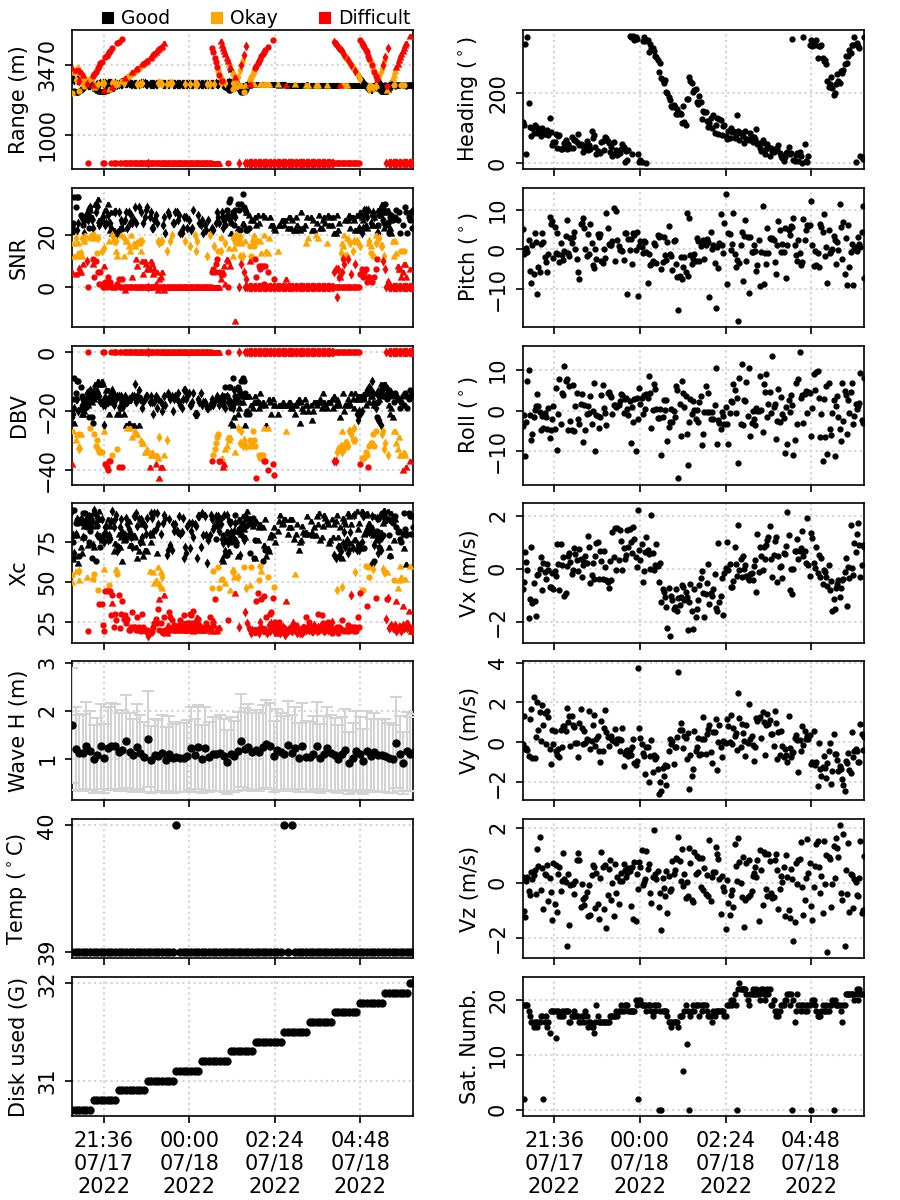 Good Okay Difficult
Range (m)
3470
1000
Heading (°)
200
0
SNR
20
0
Pitch (°)
10
0
−10
DBV
0
−20
−40
Roll (°)
10
0
−10
Xc
75
50
25
Vx (m/s)
2
0
−2
Wave H (m)
3
2
1
Vy (m/s)
4
2
0
−2
Temp (°C)
40
39
Vz (m/s)
2
0
−2
Disk used (G)
32
31
Sat. Numb.
20
10
0
21:36 00:00 02:24 04:48
07/17 07/18 07/18 07/18
2022 2022 2022 2022
21:36 00:00 02:24 04:48
07/17 07/18 07/18 07/18
2022 2022 2022 2022